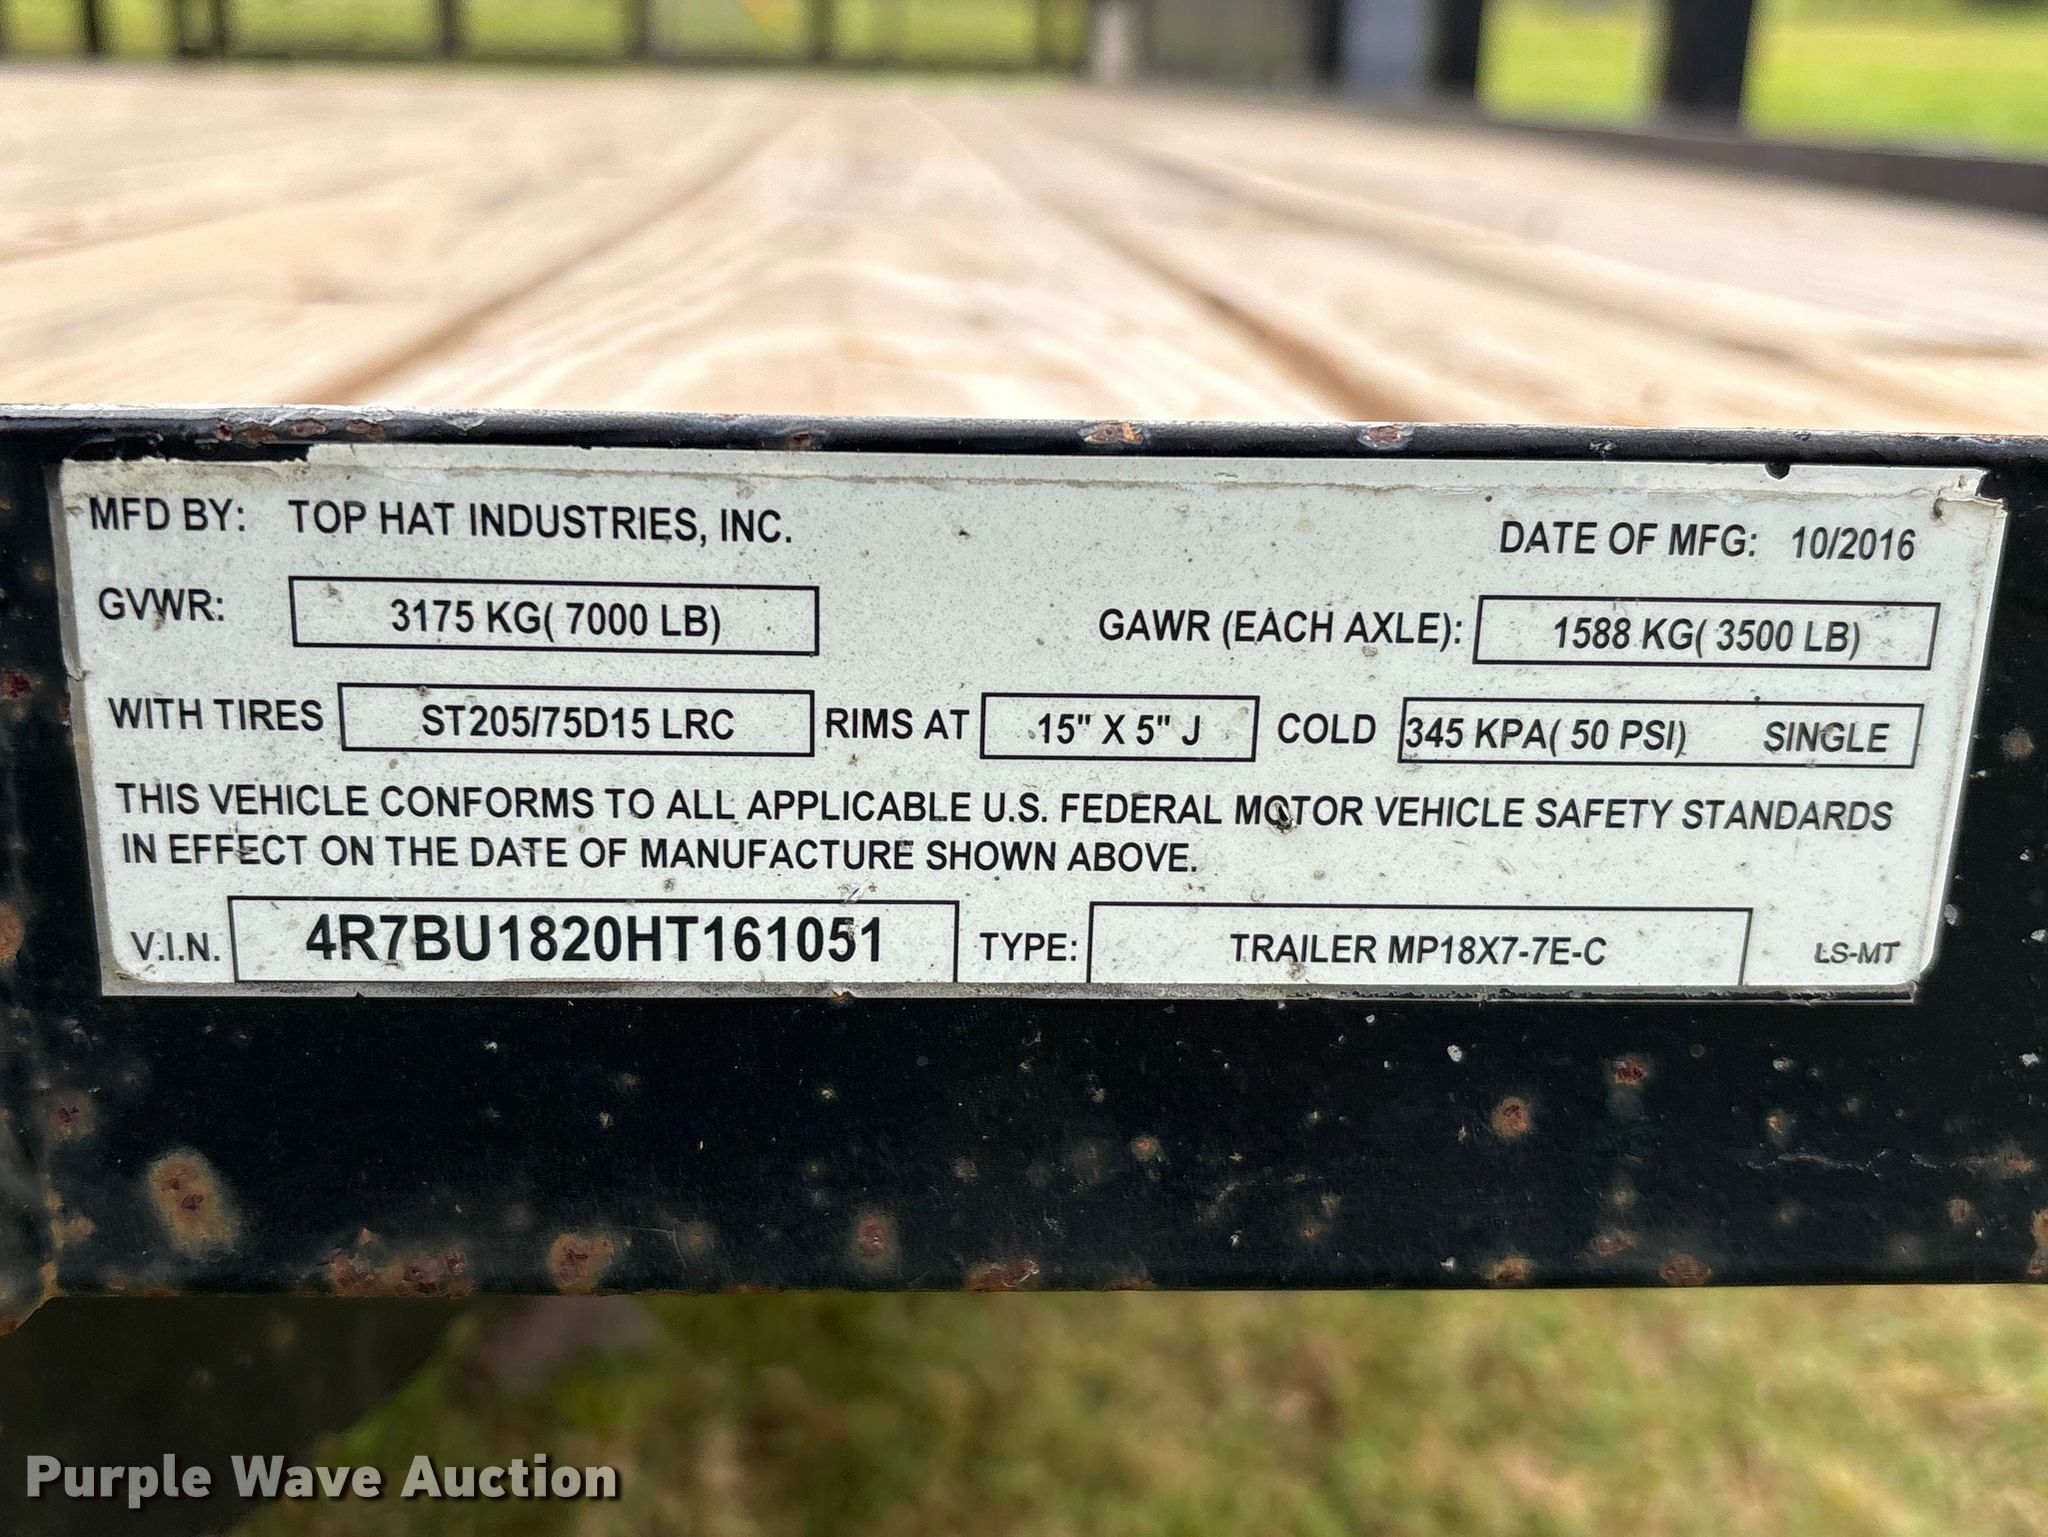 MFD BY: TOP HAT INDUSTRIES, INC. DATE OF MFG: 10/2016
GVWR: 3175 KG( 7000 LB) GAWR (EACH AXLE): 1588 KG( 3500 LB)
WITH TIRES ST205/75D15 LRC RIMS AT 15" X 5" J COLD 345 KPA( 50 PSI) SINGLE
THIS VEHICLE CONFORMS TO ALL APPLICABLE U.S. FEDERAL MOTOR VEHICLE SAFETY STANDARDS
IN EFFECT ON THE DATE OF MANUFACTURE SHOWN ABOVE.
V.I.N. 4R7BU1820HT161051 TYPE: TRAILER MP18X7-7E-C LS-MT
Purple Wave Auction